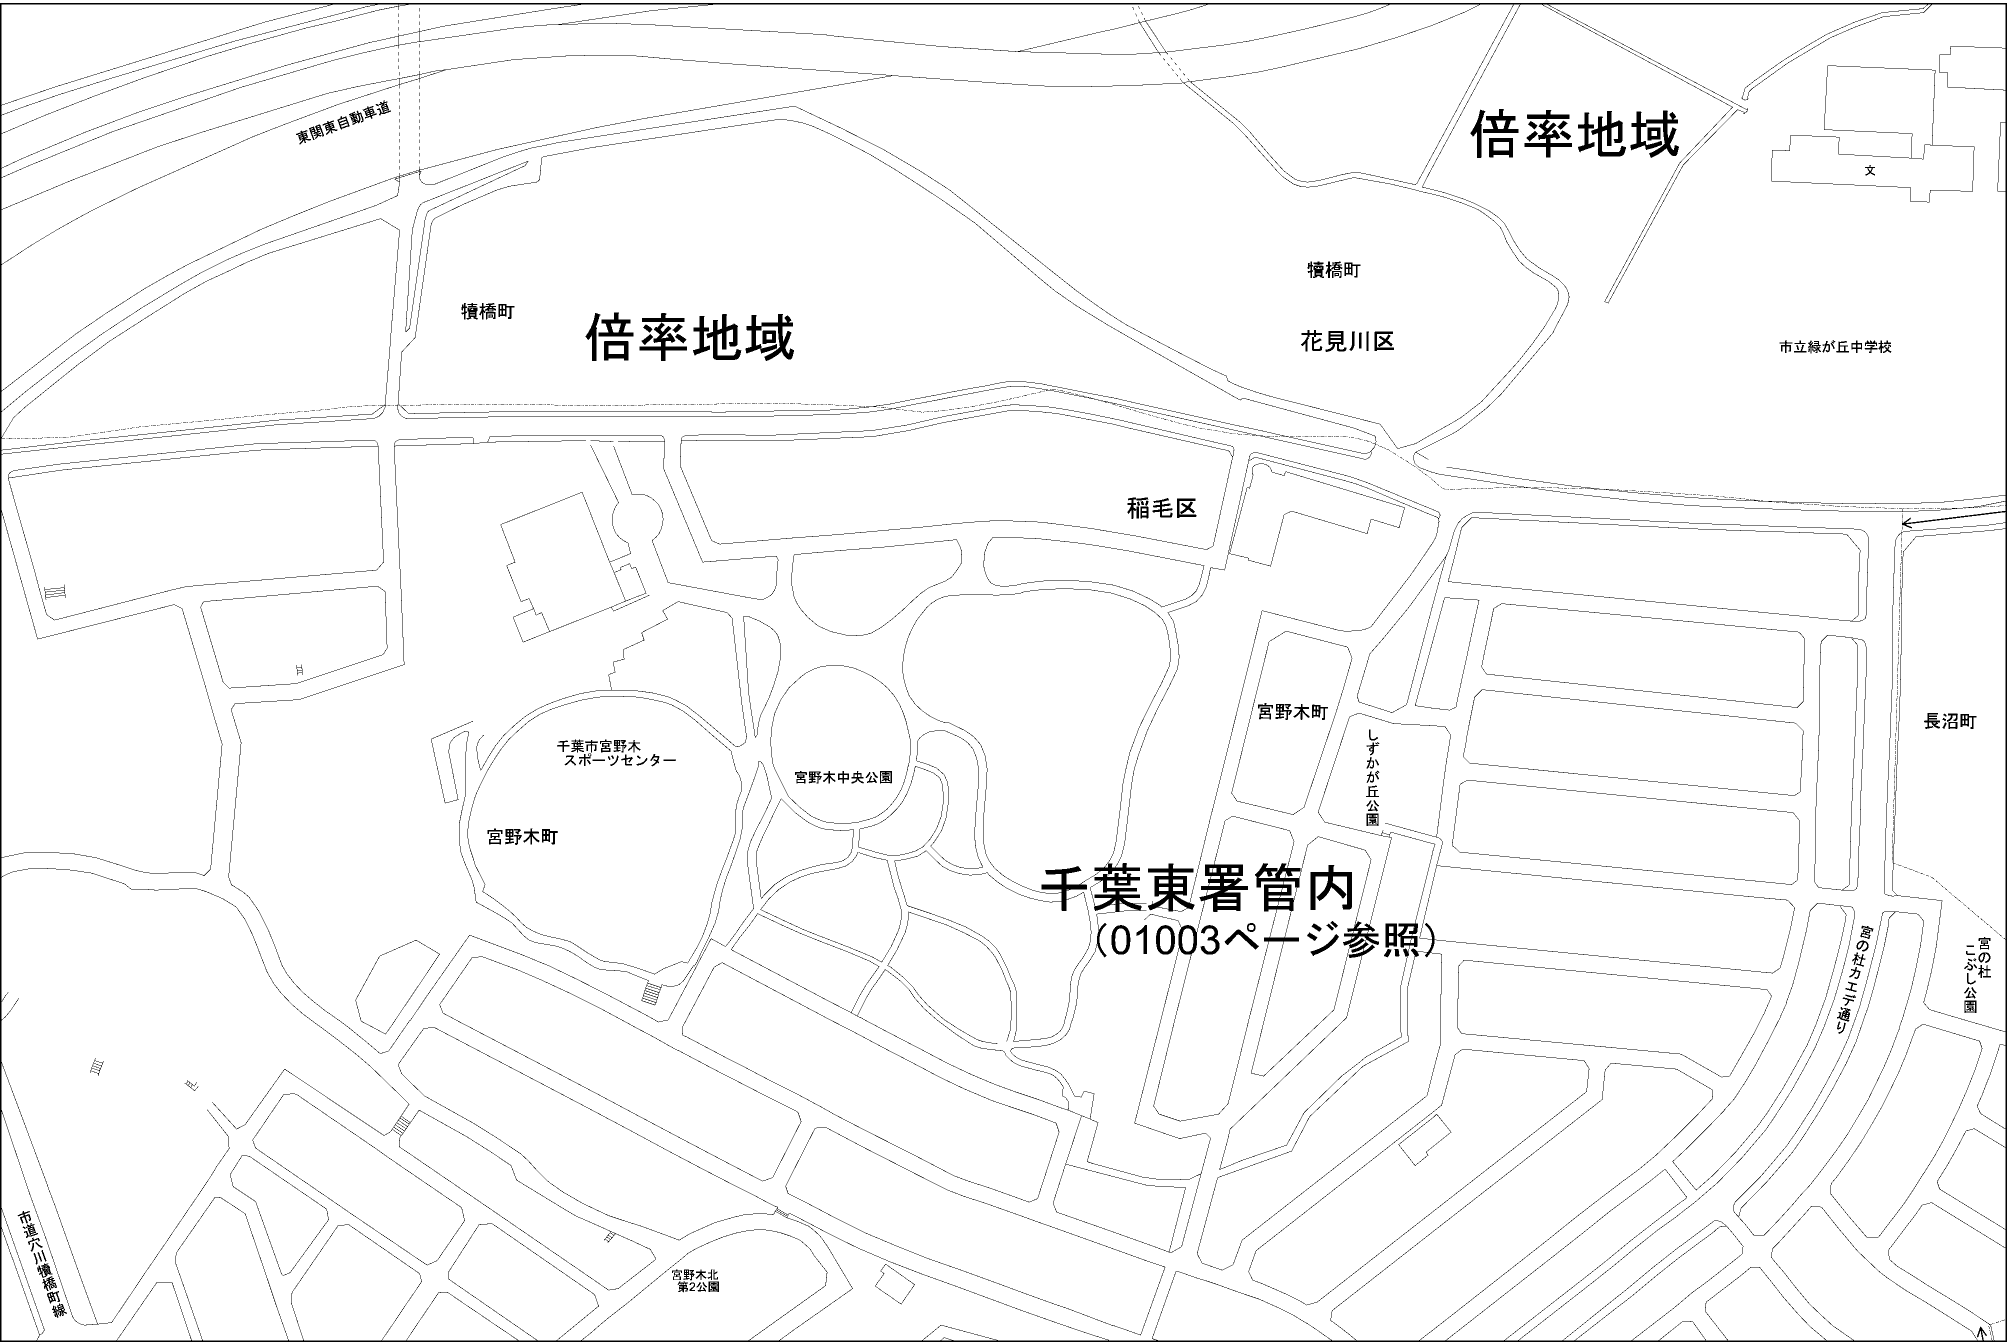 東関東自動車道
倍率地域
文
犢橋町
犢橋町
倍率地域
花見川区
市立緑が丘中学校
稲毛区
宮野木町
長沼町
しずかが丘公園
千葉市宮野木
スポーツセンター
宮野木中央公園
宮野木町
千葉東署管内
(01003ページ参照)
宮の杜カエデ通り
宮の杜
こぶし公園
市道穴川犢橋町線
宮野木北
第2公園